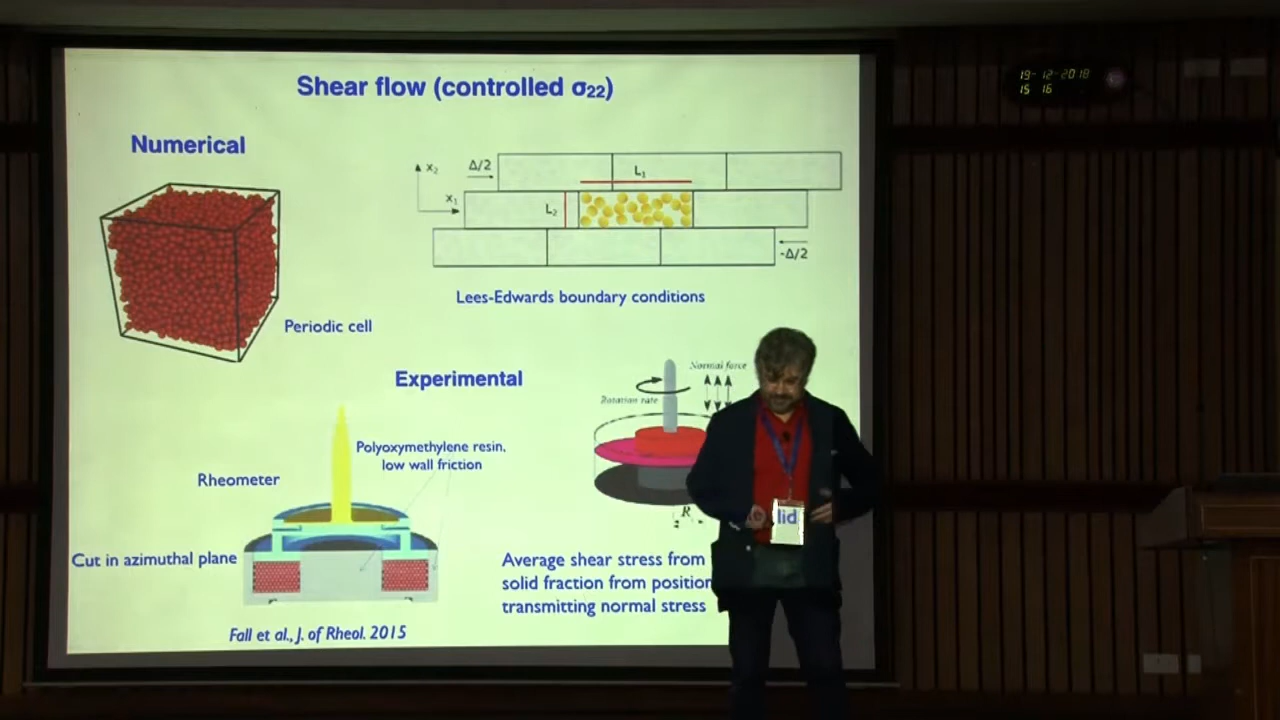 19-12-2018
15 16
Shear flow (controlled σ₂₂)
Numerical
Periodic cell
x₂
x₁
Δ/2
L₁
L₂
-Δ/2
Lees-Edwards boundary conditions
Experimental
Polyoxymethylene resin,
low wall friction
Rheometer
Cut in azimuthal plane
Fall et al., J. of Rheol. 2015
Normal force
Rotation rate
R
Average shear stress from
lid
solid fraction from position
transmitting normal stress